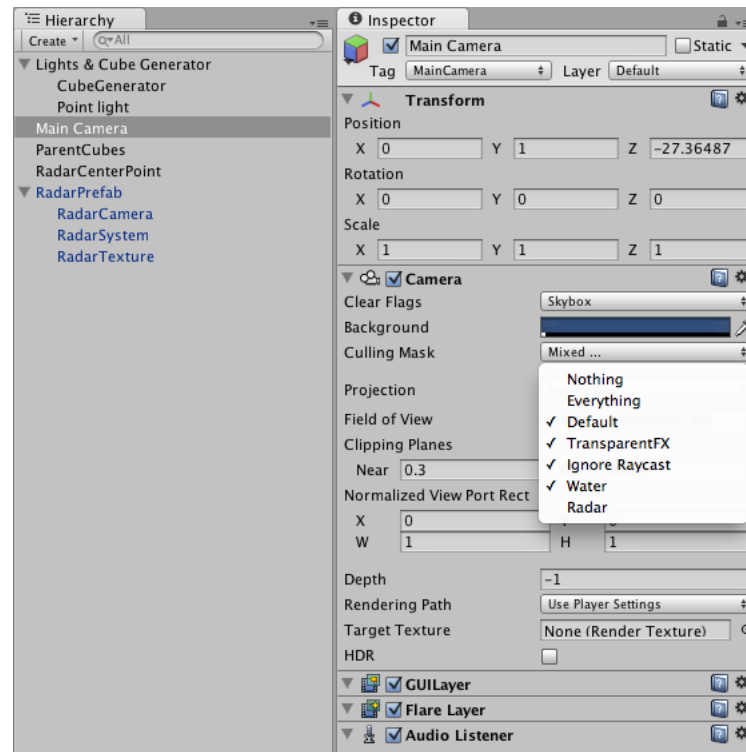 Hierarchy
Create All
Lights & Cube Generator
CubeGenerator
Point light
Main Camera
ParentCubes
RadarCenterPoint
RadarPrefab
RadarCamera
RadarSystem
RadarTexture
Inspector
Main Camera Static
Tag MainCamera Layer Default
Transform
Position
X 0 Y 1 Z -27.36487
Rotation
X 0 Y 0 Z 0
Scale
X 1 Y 1 Z 1
Camera
Clear Flags Skybox
Background
Culling Mask Mixed ...
Nothing
Everything
Default
TransparentFX
Ignore Raycast
Water
Radar
Projection
Field of View
Clipping Planes
Near 0.3
Normalized View Port Rect
X 0
W 1 H 1
Depth -1
Rendering Path Use Player Settings
Target Texture None (Render Texture)
HDR
GUILayer
Flare Layer
Audio Listener